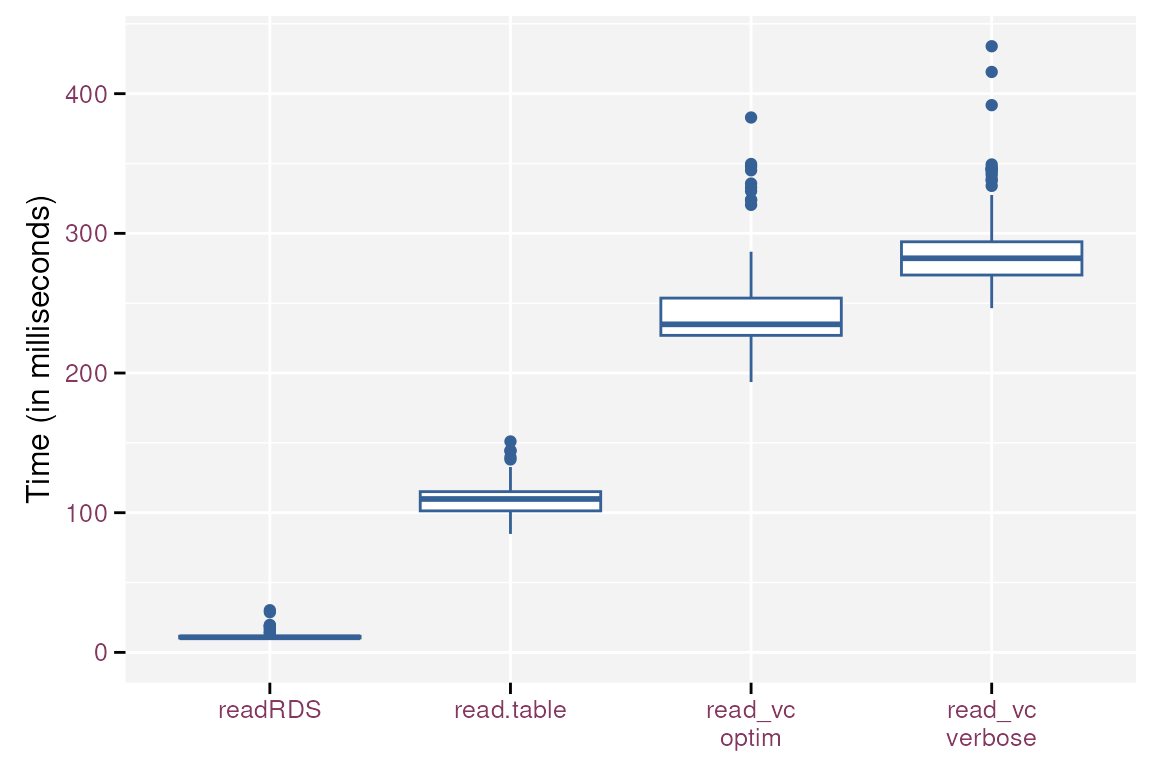 Time (in milliseconds)
400
300
200
100
0
readRDS
read.table
read_vc
optim
read_vc
verbose